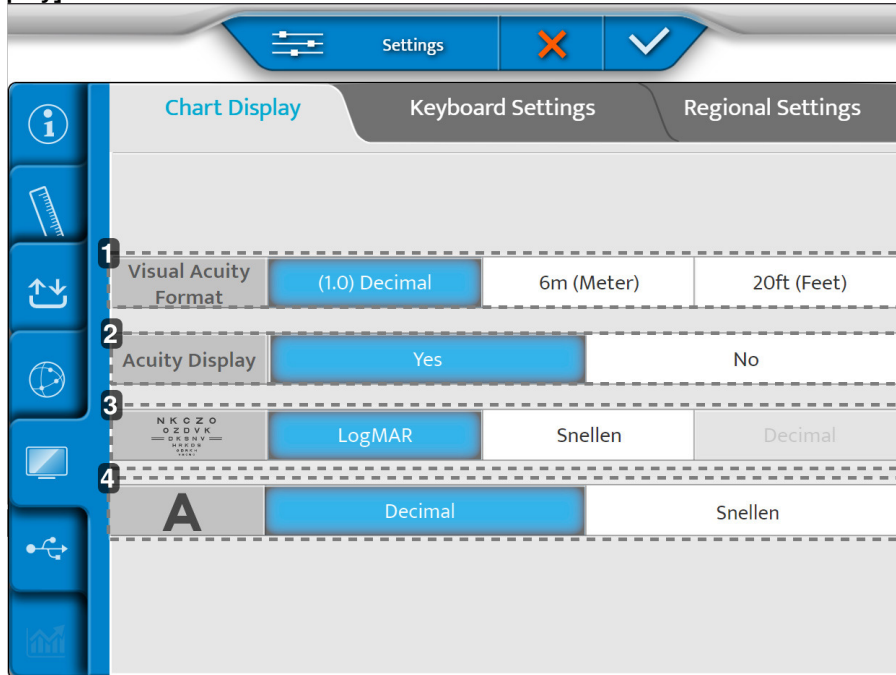 Settings
Chart Display
Keyboard Settings
Regional Settings
1
Visual Acuity
Format
(1.0) Decimal
6m (Meter)
20ft (Feet)
2
Acuity Display
Yes
No
3
N K C Z O
O Z D V K
D K S N V
LogMAR
Snellen
Decimal
4
A
Decimal
Snellen